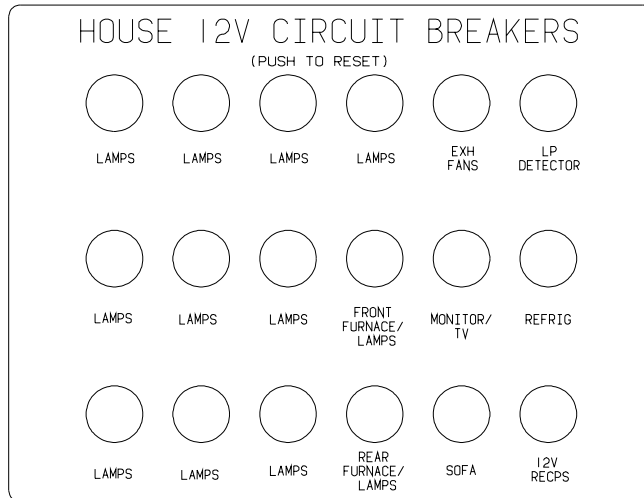 HOUSE 12V CIRCUIT BREAKERS
(PUSH TO RESET)
LAMPS LAMPS LAMPS LAMPS EXH FANS LP DETECTOR
LAMPS LAMPS LAMPS FRONT FURNACE/ LAMPS MONITOR/ TV REFRIG
LAMPS LAMPS LAMPS REAR FURNACE/ LAMPS SOFA 12V RECPS